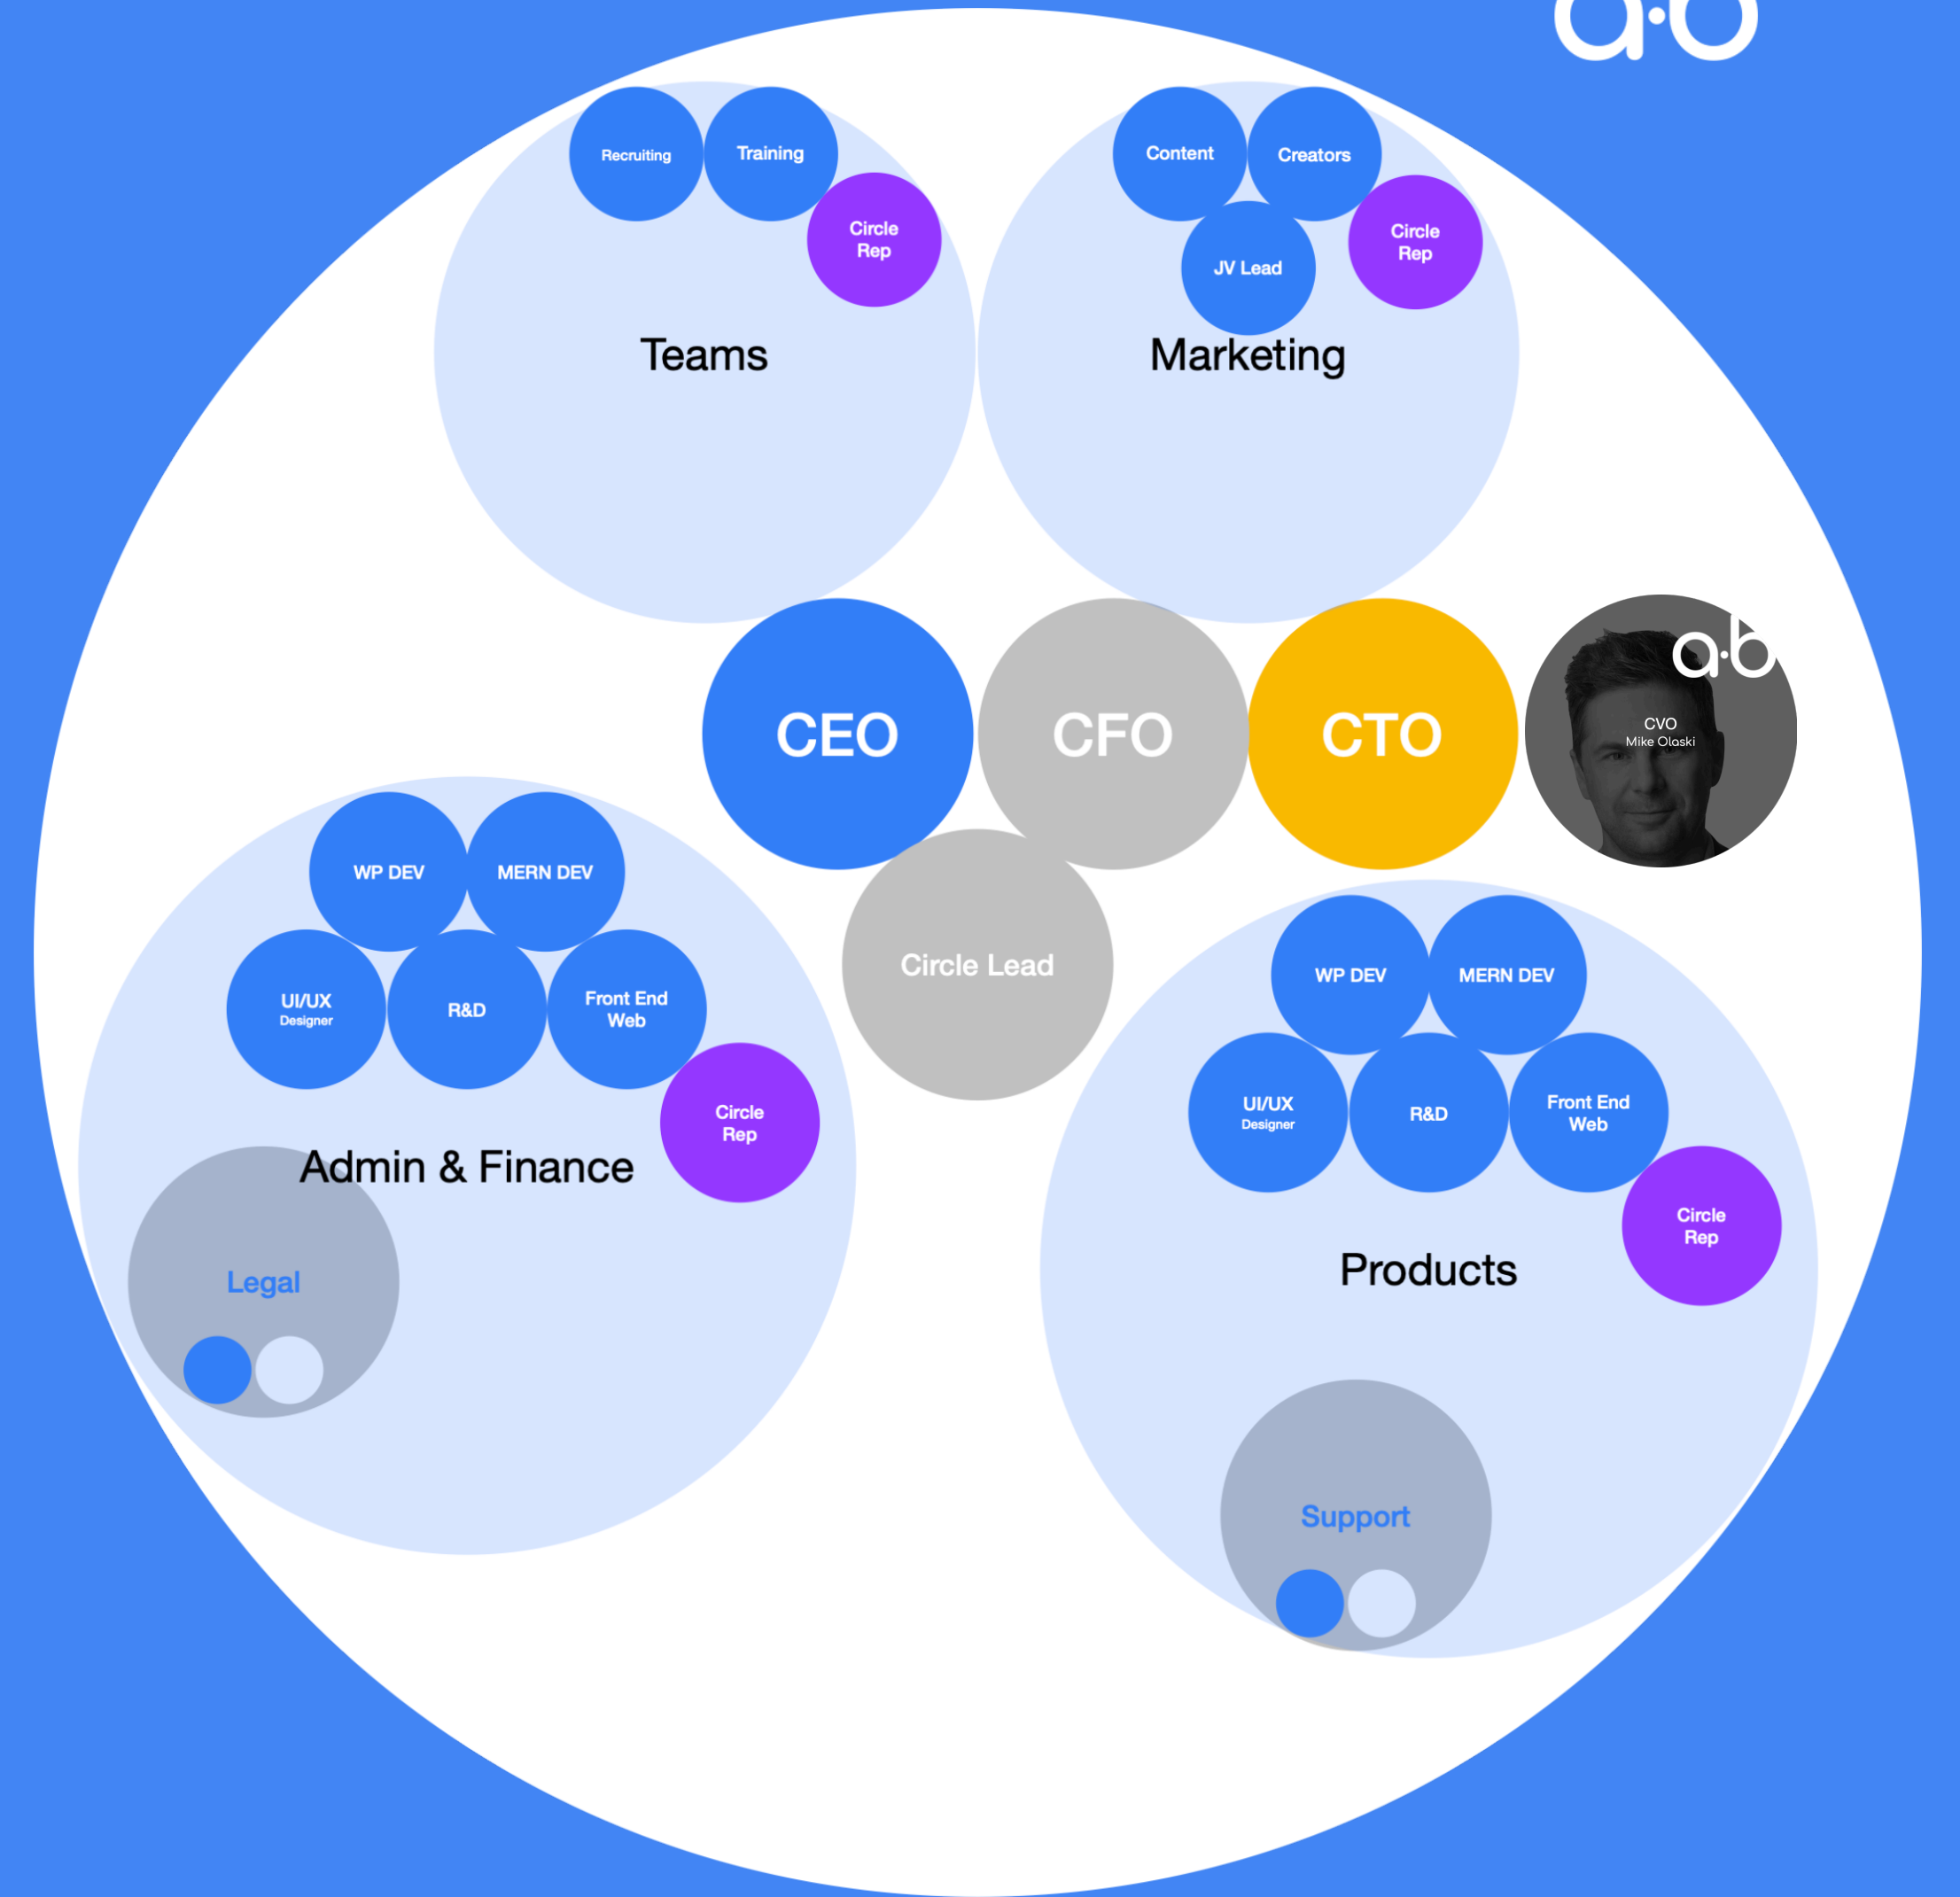 a·b
Recruiting
Training
Circle
Rep
Teams
Content
Creators
JV Lead
Circle
Rep
Marketing
CEO
CFO
CTO
a·b
CVO
Mike Olaski
Circle Lead
WP DEV
MERN DEV
UI/UX
Designer
R&D
Front End
Web
Circle
Rep
Admin & Finance
Legal
WP DEV
MERN DEV
UI/UX
Designer
R&D
Front End
Web
Circle
Rep
Products
Support